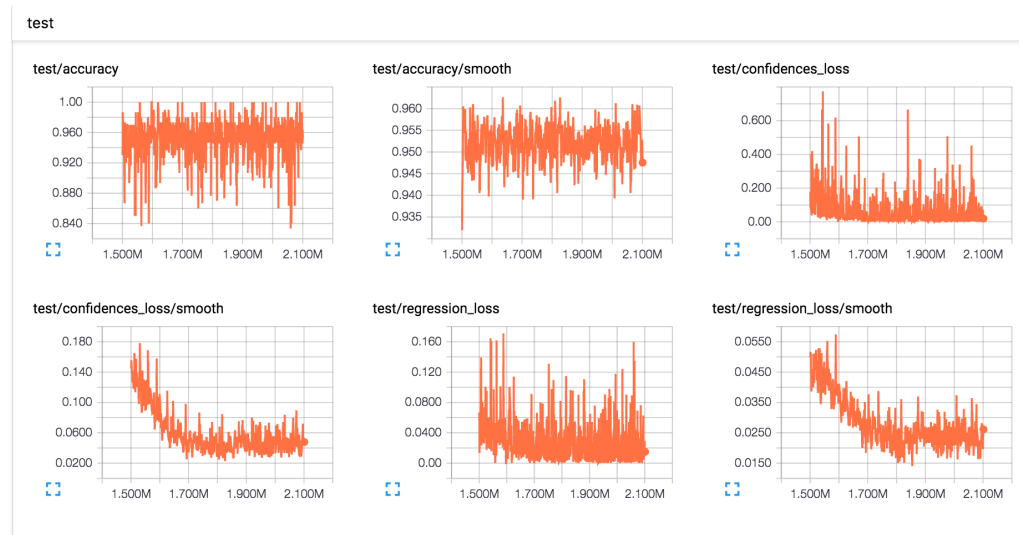 test
test/accuracy
1.00
0.960
0.920
0.880
0.840
1.500M 1.700M 1.900M 2.100M
test/accuracy/smooth
0.960
0.955
0.950
0.945
0.940
0.935
1.500M 1.700M 1.900M 2.100M
test/confidences_loss
0.600
0.400
0.200
0.00
1.500M 1.700M 1.900M 2.100M
test/confidences_loss/smooth
0.180
0.140
0.100
0.0600
0.0200
1.500M 1.700M 1.900M 2.100M
test/regression_loss
0.160
0.120
0.0800
0.0400
0.00
1.500M 1.700M 1.900M 2.100M
test/regression_loss/smooth
0.0550
0.0450
0.0350
0.0250
0.0150
1.500M 1.700M 1.900M 2.100M